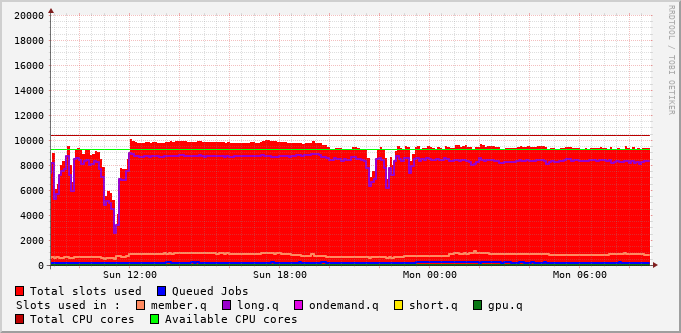 20000
18000
16000
14000
12000
10000
8000
6000
4000
2000
0
Sun 12:00 Sun 18:00 Mon 00:00 Mon 06:00
Total slots used Queued Jobs
Slots used in : member.q long.q ondemand.q short.q gpu.q
Total CPU cores Available CPU cores
RRDTOOL / TOBI OETIKER